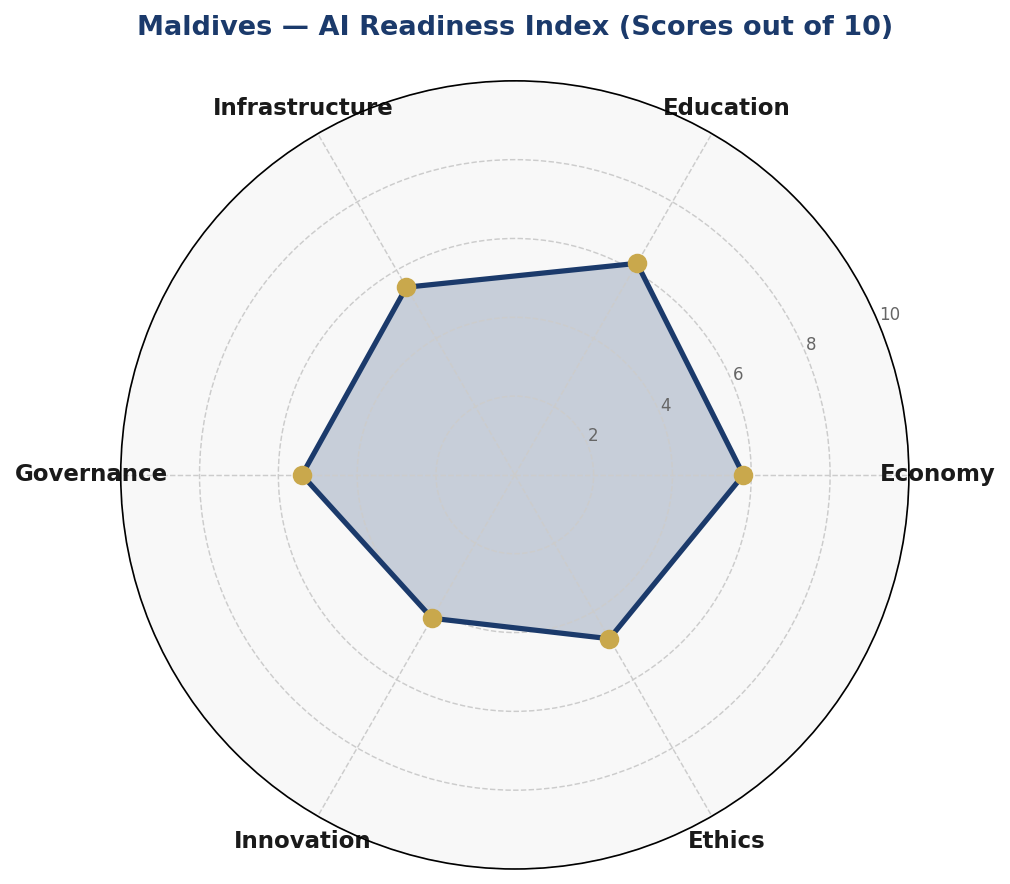 Maldives — AI Readiness Index (Scores out of 10)
Infrastructure
Education
10
8
6
4
2
Governance
Economy
Innovation
Ethics